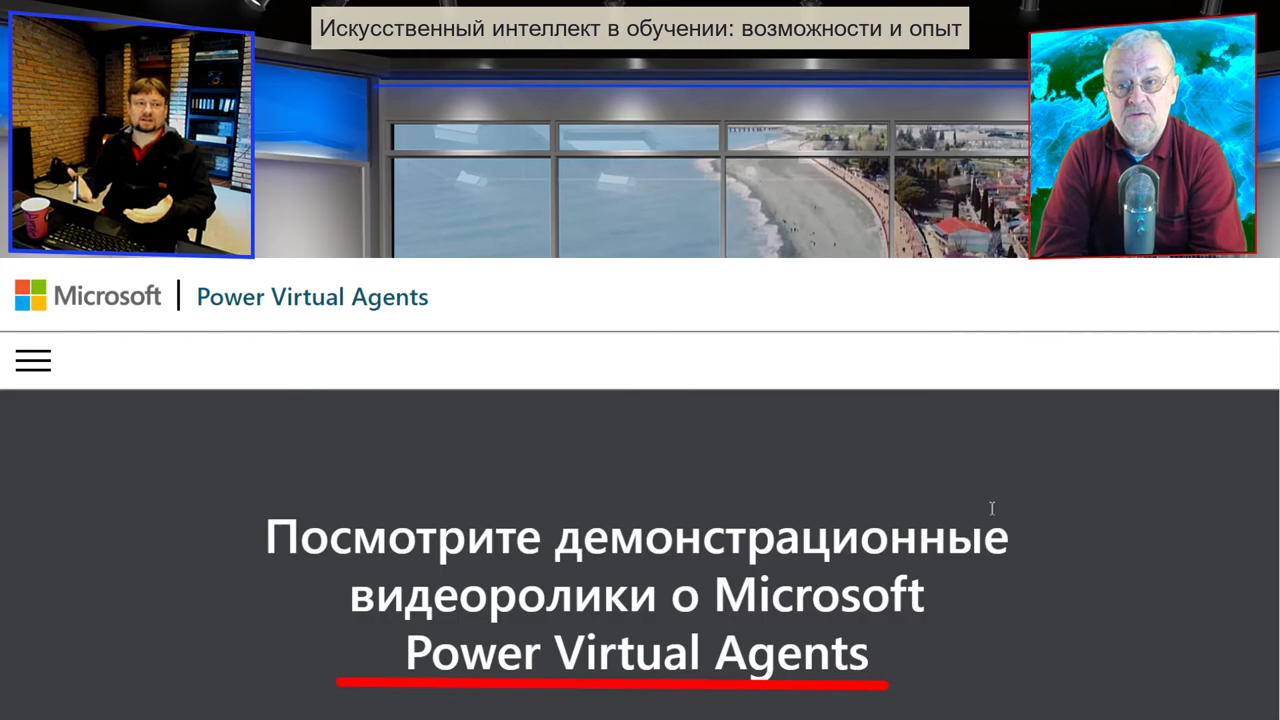 Искусственный интеллект в обучении: возможности и опыт
Microsoft | Power Virtual Agents
Посмотрите демонстрационные
видеоролики о Microsoft
Power Virtual Agents